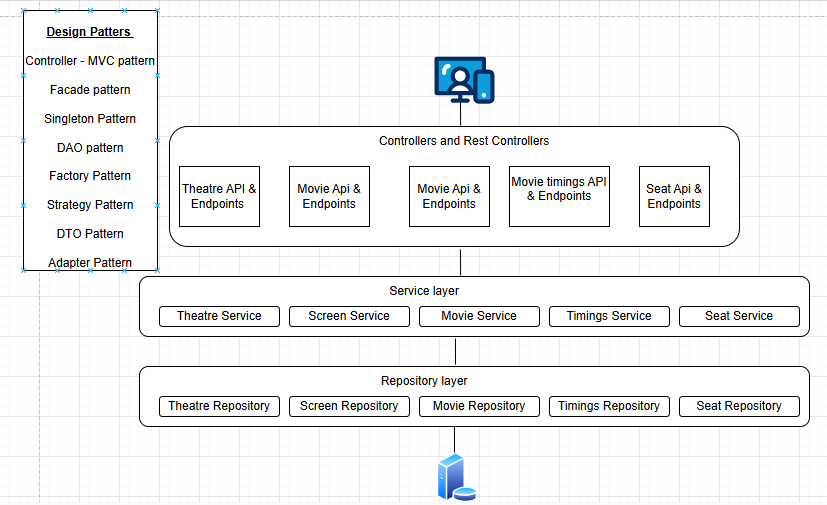 Design Patters
Controller - MVC pattern
Facade pattern
Singleton Pattern
DAO pattern
Factory Pattern
Strategy Pattern
DTO Pattern
Adapter Pattern
Controllers and Rest Controllers
Theatre API &
Endpoints
Movie Api &
Endpoints
Movie Api &
Endpoints
Movie timings API
& Endpoints
Seat Api &
Endpoints
Service layer
Theatre Service
Screen Service
Movie Service
Timings Service
Seat Service
Repository layer
Theatre Repository
Screen Repository
Movie Repository
Timings Repository
Seat Repository